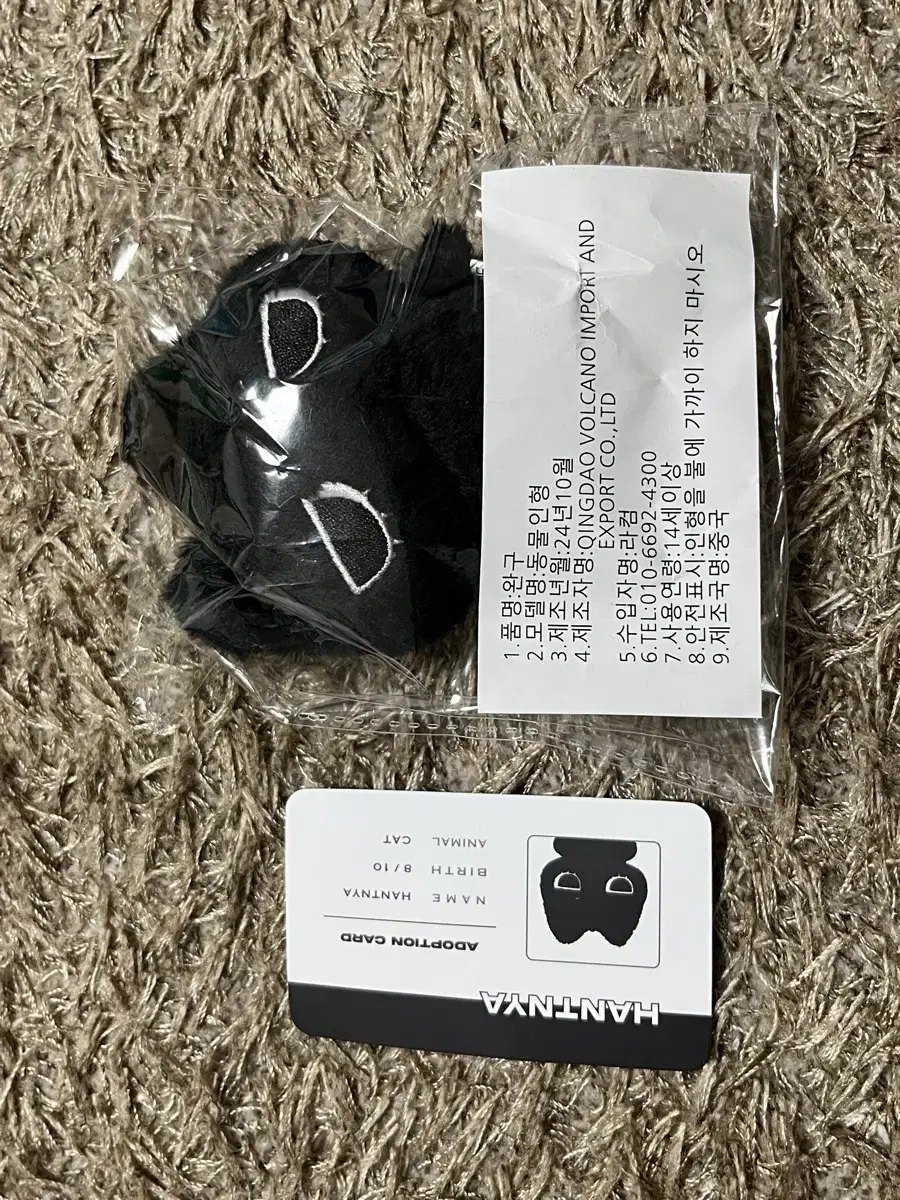 1.품명:완구
2.모델명:동물인형
3.제조년월:24년10월
4.제조자명:QINGDAO VOLCANO IMPORT AND
EXPORT CO.,LTD
5.수입자명:라컴
6.TEL:010-6692-4300
7.사용연령:14세이상
8.안전표시:인형을 불에 가까이 하지 마시오
9.제조국명:중국
HANTNYA
ADOPTION CARD
NAME HANTNYA
BIRTH 8/10
ANIMAL CAT